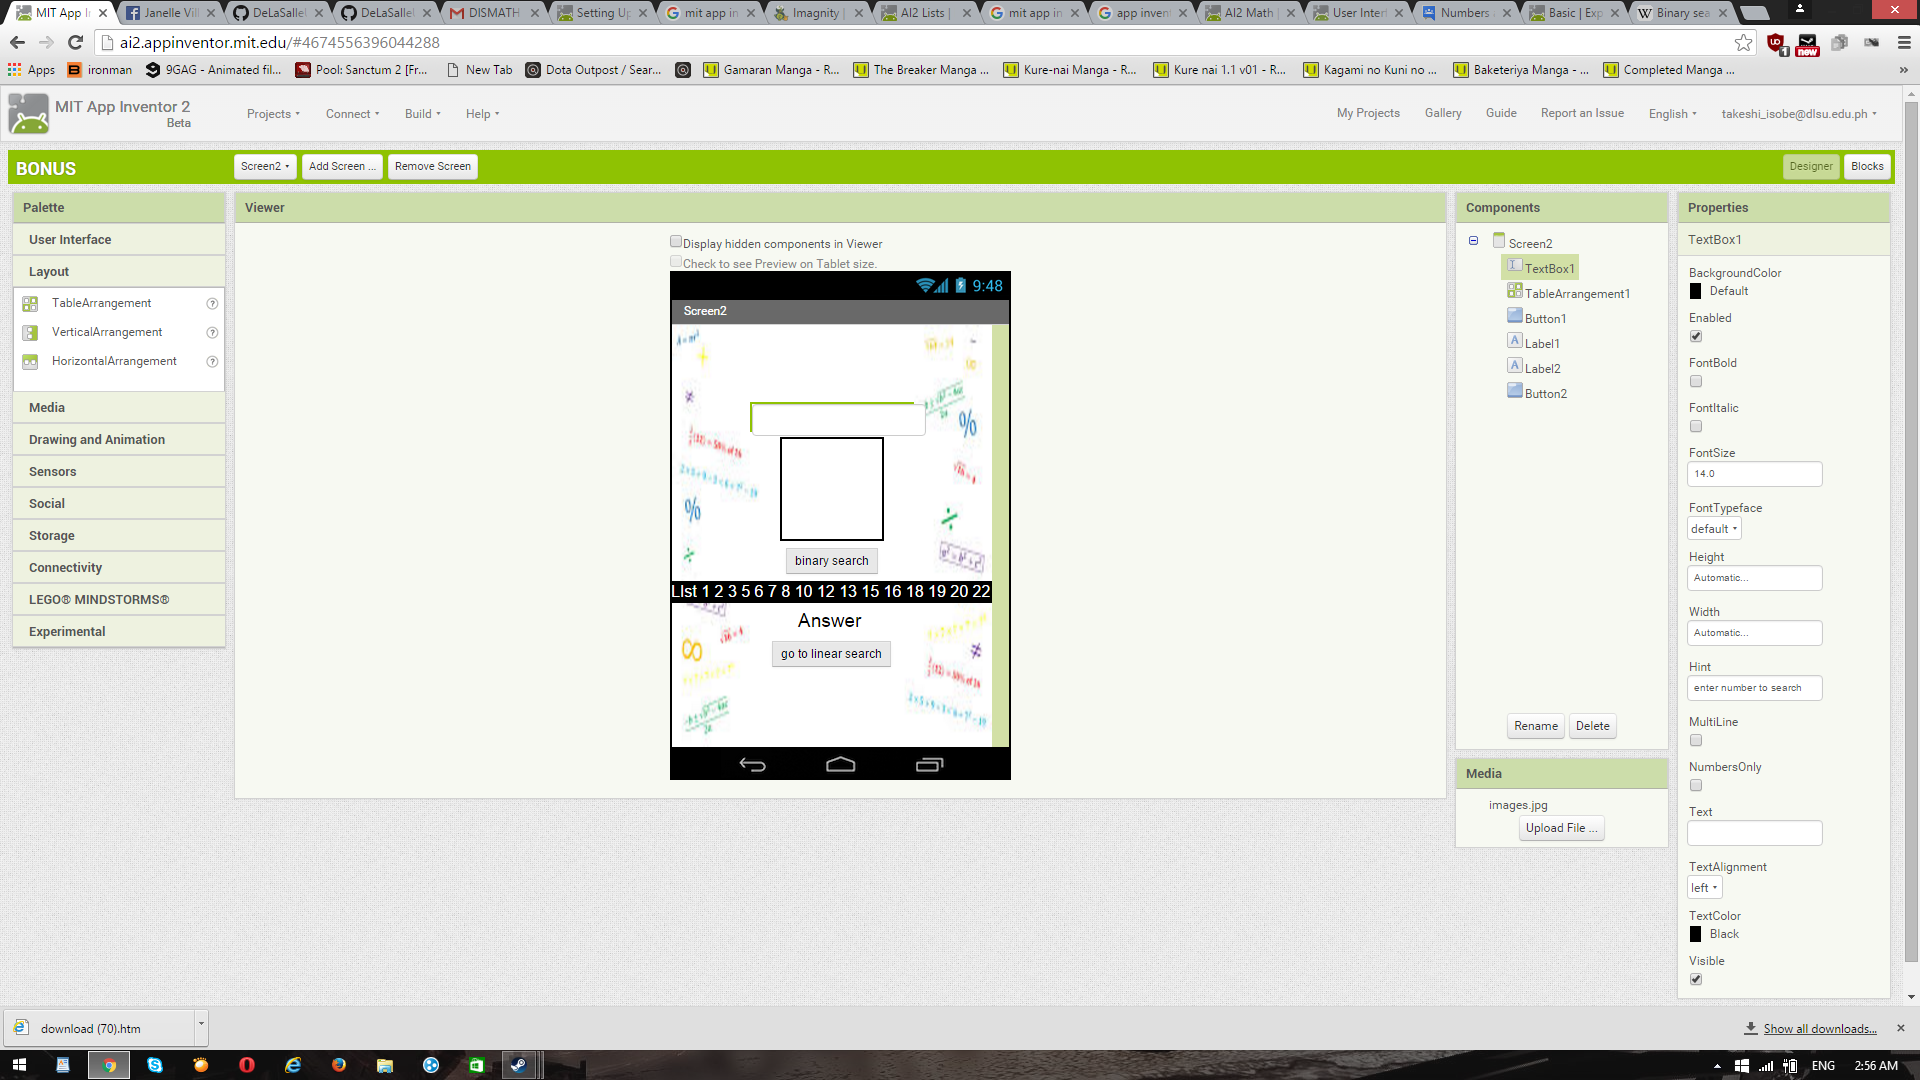 MIT App I
Janelle Vil
DeLaSalle
DeLaSalle
DISMATH
Setting Up
mit app in
Imagnity |
AI2 Lists |
mit app in
app inven
AI2 Math |
User Inter
Numbers
Basic | Exp
Binary sea
ai2.appinventor.mit.edu/#4674556396044288
Apps
ironman
9GAG - Animated fil...
Pool: Sanctum 2 [Fr...
New Tab
Dota Outpost / Sear...
Gamaran Manga - R...
The Breaker Manga ...
Kure-nai Manga - R...
Kure nai 1.1 v01 - R...
Kagami no Kuni no ...
Baketeriya Manga - ...
Completed Manga ...
»
new
MIT App Inventor 2
Beta
Projects
Connect
Build
Help
My Projects
Gallery
Guide
Report an Issue
English
takeshi_isobe@dlsu.edu.ph
BONUS
Screen2
Add Screen ...
Remove Screen
Designer
Blocks
Palette
User Interface
Layout
TableArrangement
VerticalArrangement
HorizontalArrangement
Media
Drawing and Animation
Sensors
Social
Storage
Connectivity
LEGO® MINDSTORMS®
Experimental
Viewer
Display hidden components in Viewer
Check to see Preview on Tablet size.
9:48
Screen2
binary search
LIst 1 2 3 5 6 7 8 10 12 13 15 16 18 19 20 22
Answer
go to linear search
Components
Screen2
TextBox1
TableArrangement1
Button1
Label1
Label2
Button2
Rename
Delete
Media
images.jpg
Upload File ...
Properties
TextBox1
BackgroundColor
Default
Enabled
FontBold
FontItalic
FontSize
14.0
FontTypeface
default
Height
Automatic...
Width
Automatic...
Hint
enter number to search
MultiLine
NumbersOnly
Text
TextAlignment
left
TextColor
Black
Visible
download (70).htm
Show all downloads...
ENG
2:56 AM